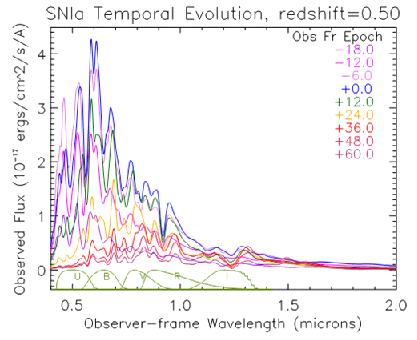 SNIa Temporal Evolution, redshift=0.50
Obs Fr Epoch
-18.0
-12.0
-6.0
+0.0
+12.0
+24.0
+36.0
+48.0
+60.0
Observed Flux (10⁻¹⁷ ergs/cm2/s/A)
4
3
2
1
0
U B V R
0.5 1.0 1.5 2.0
Observer-frame Wavelength (microns)